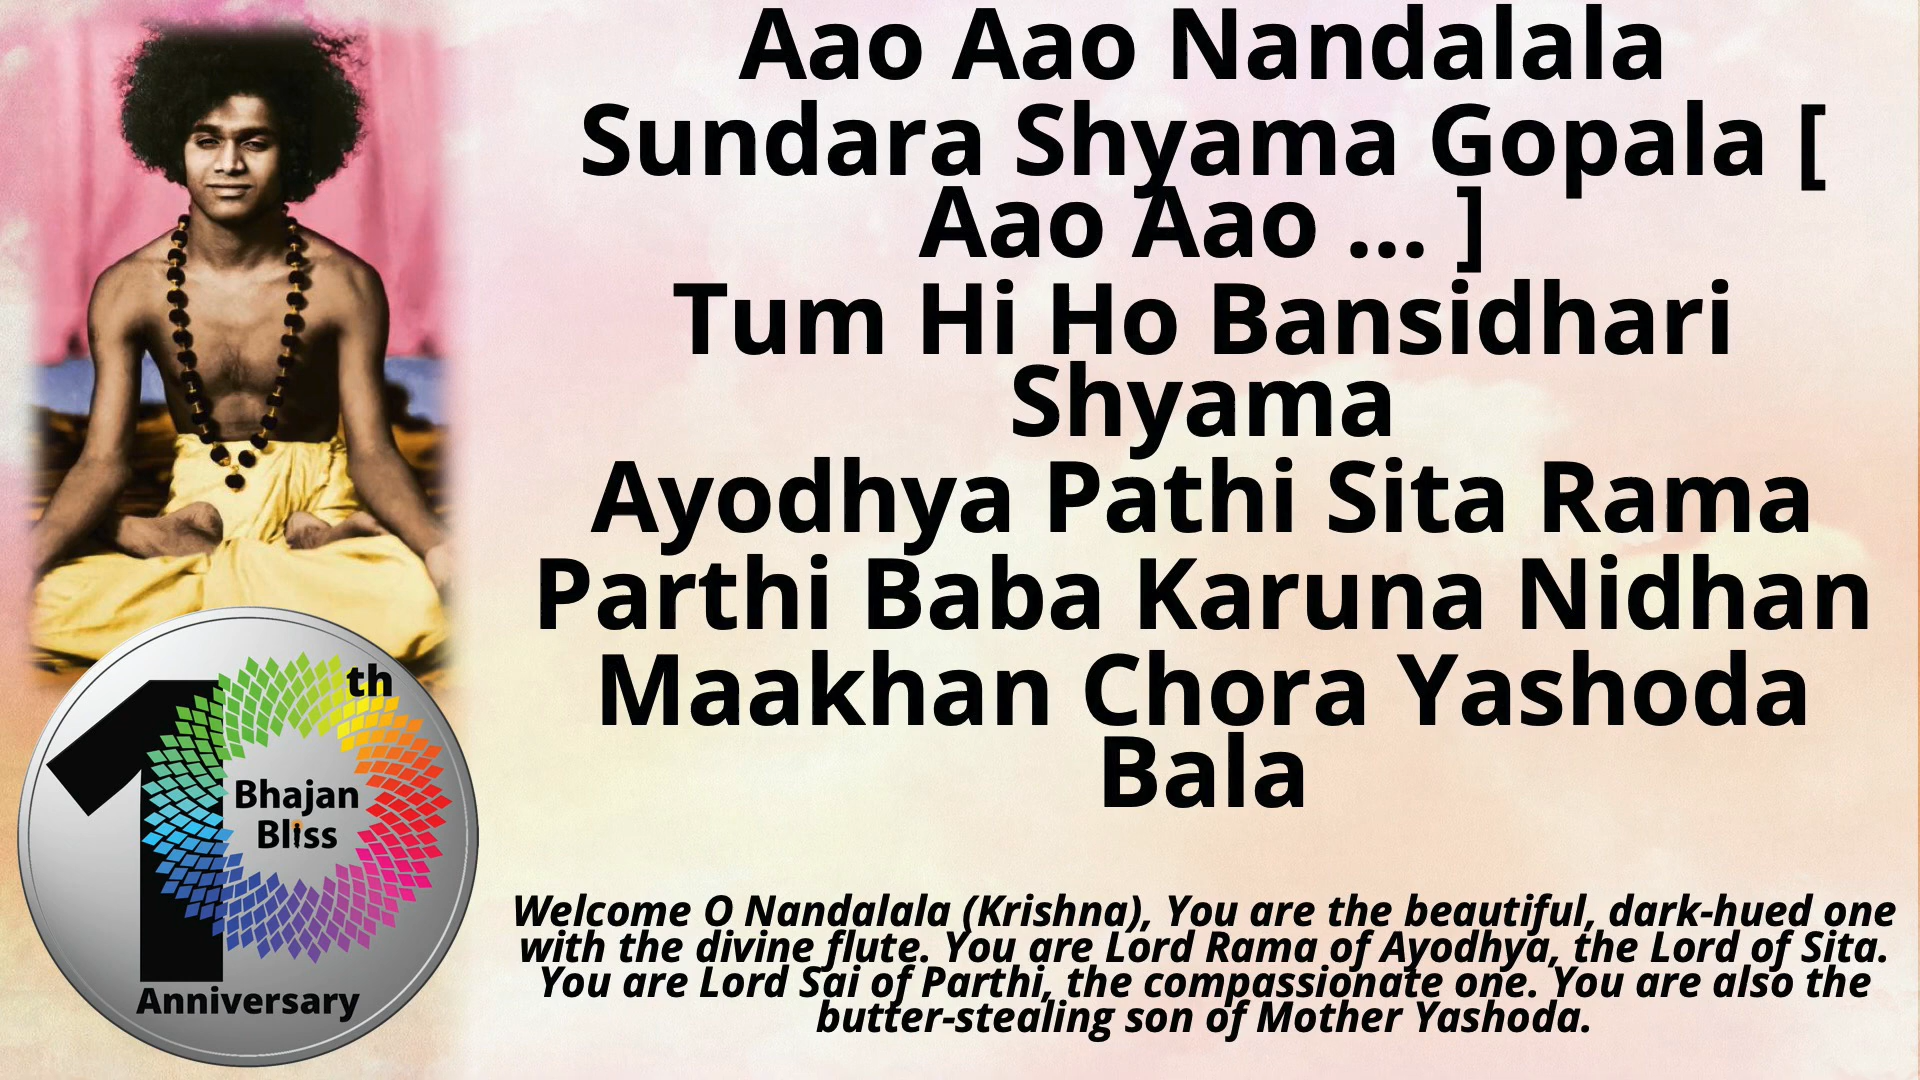 Aao Aao Nandalala
Sundara Shyama Gopala [
Aao Aao ... ]
Tum Hi Ho Bansidhari
Shyama
Ayodhya Pathi Sita Rama
Parthi Baba Karuna Nidhan
Maakhan Chora Yashoda
Bala
Welcome O Nandalala (Krishna), You are the beautiful, dark-hued one
with the divine flute. You are Lord Rama of Ayodhya, the Lord of Sita.
You are Lord Sai of Parthi, the compassionate one. You are also the
butter-stealing son of Mother Yashoda.
10th
Bhajan
Bliss
Anniversary